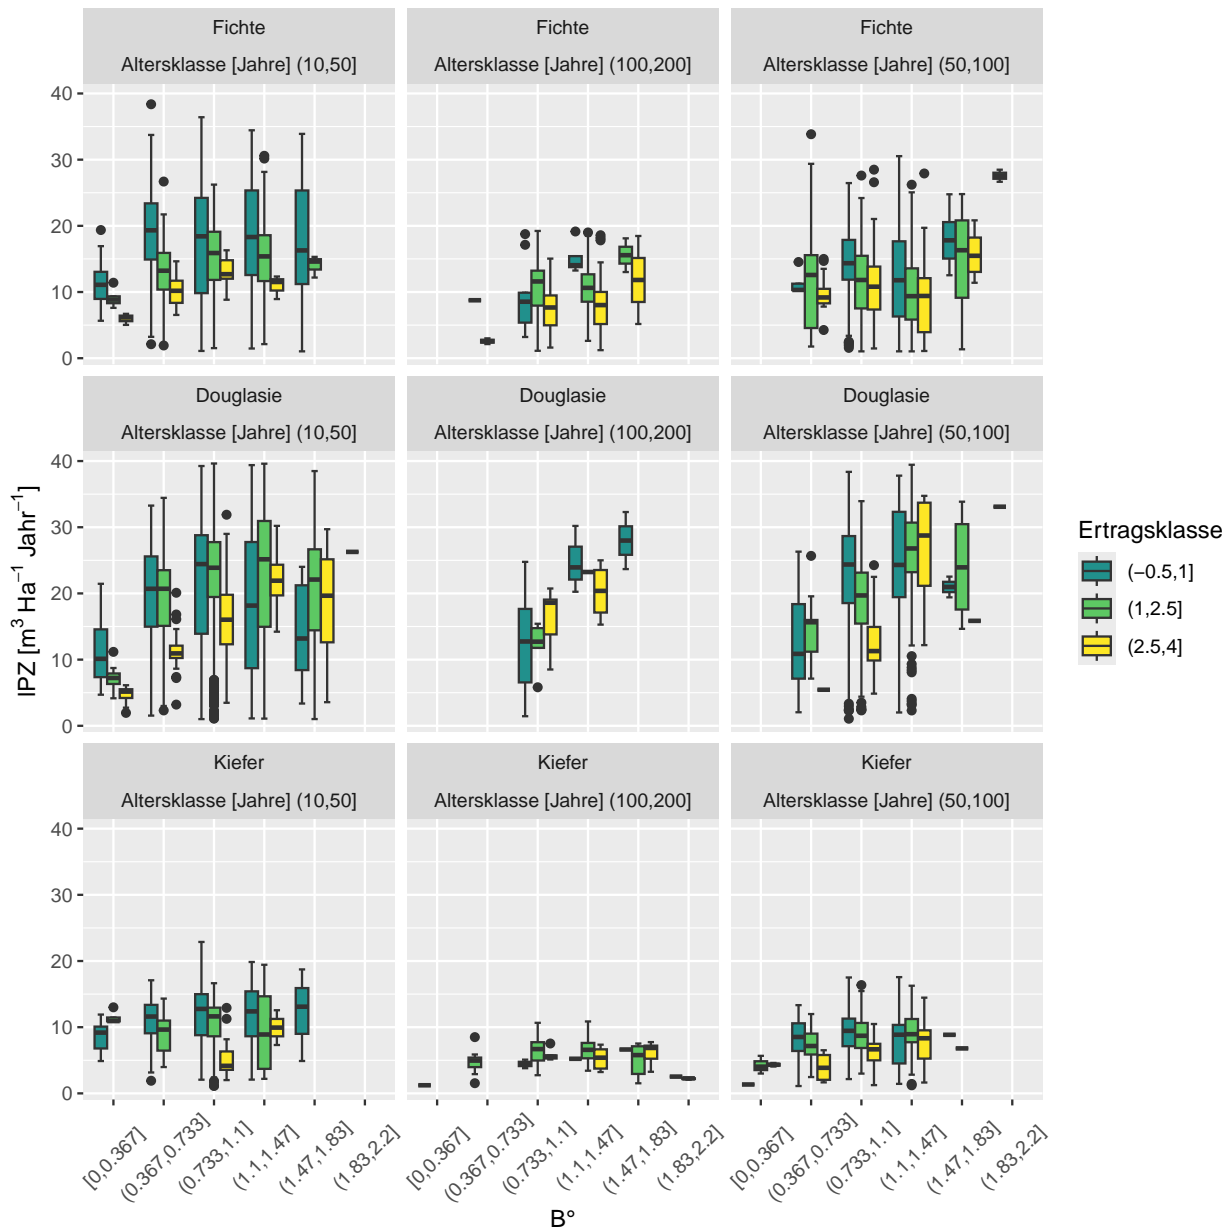 Fichte
Fichte
Fichte
Altersklasse [Jahre] (10,50]
Altersklasse [Jahre] (100,200]
Altersklasse [Jahre] (50,100]
40
30
20
10
0
Douglasie
Douglasie
Douglasie
Altersklasse [Jahre] (10,50]
Altersklasse [Jahre] (100,200]
Altersklasse [Jahre] (50,100]
40
30
20
10
0
IPZ [m³ Ha⁻¹ Jahr⁻¹]
Kiefer
Kiefer
Kiefer
Altersklasse [Jahre] (10,50]
Altersklasse [Jahre] (100,200]
Altersklasse [Jahre] (50,100]
40
30
20
10
0
[0,0.367]
(0.367,0.733]
(0.733,1.1]
(1.1,1.47]
(1.47,1.83]
(1.83,2.2]
[0,0.367]
(0.367,0.733]
(0.733,1.1]
(1.1,1.47]
(1.47,1.83]
(1.83,2.2]
[0,0.367]
(0.367,0.733]
(0.733,1.1]
(1.1,1.47]
(1.47,1.83]
(1.83,2.2]
B°
Ertragsklasse
(−0.5,1]
(1,2.5]
(2.5,4]